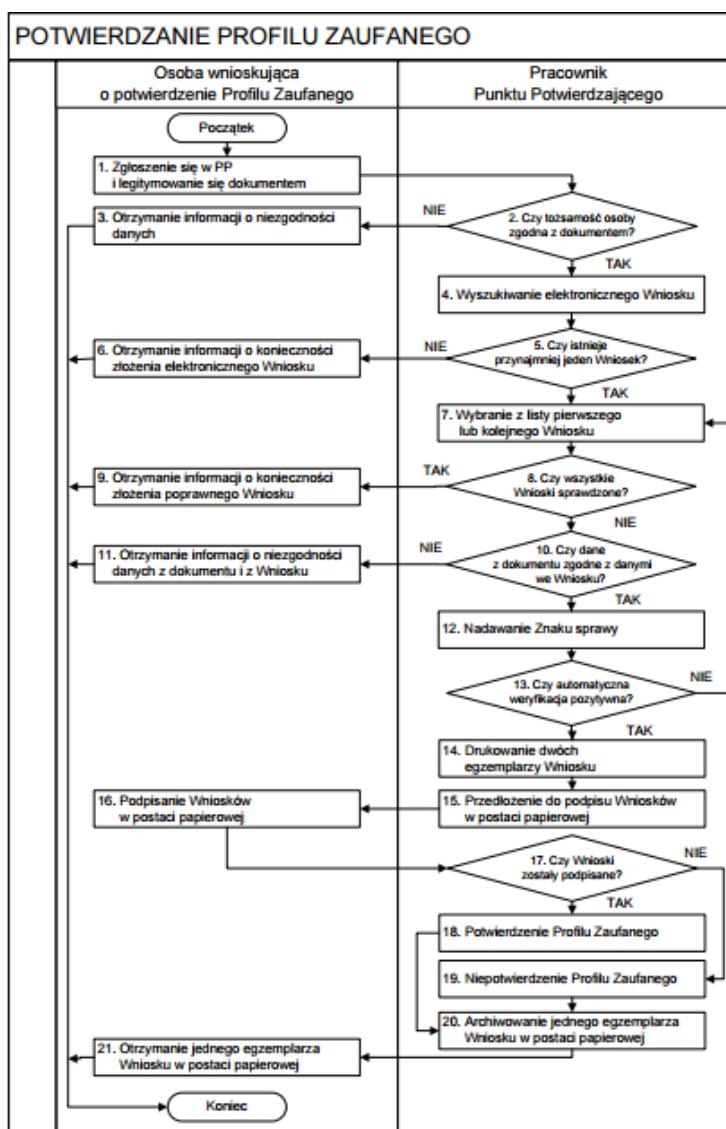 POTWIERDZANIE PROFILU ZAUFANEGO
Osoba wnioskująca
o potwierdzenie Profilu Zaufanego
Pracownik
Punktu Potwierdzającego
Początek
1. Zgłoszenie się w PP
i legitymowanie się dokumentem
2. Czy tożsamość osoby
zgodna z dokumentem?
NIE
3. Otrzymanie informacji o niezgodności
danych
TAK
4. Wyszukiwanie elektronicznego Wniosku
5. Czy istnieje
przynajmniej jeden Wniosek?
NIE
6. Otrzymanie informacji o konieczności
złożenia elektronicznego Wniosku
TAK
7. Wybranie z listy pierwszego
lub kolejnego Wniosku
8. Czy wszystkie
Wnioski sprawdzone?
TAK
9. Otrzymanie informacji o konieczności
złożenia poprawnego Wniosku
NIE
10. Czy dane
z dokumentu zgodne z danymi
we Wniosku?
NIE
11. Otrzymanie informacji o niezgodności
danych z dokumentu i z Wniosku
TAK
12. Nadawanie Znaku sprawy
13. Czy automatyczna
weryfikacja pozytywna?
NIE
TAK
14. Drukowanie dwóch
egzemplarzy Wniosku
15. Przedłożenie do podpisu Wniosków
w postaci papierowej
16. Podpisanie Wniosków
w postaci papierowej
17. Czy Wnioski
zostały podpisane?
NIE
TAK
18. Potwierdzenie Profilu Zaufanego
19. Niepotwierdzenie Profilu Zaufanego
20. Archiwowanie jednego egzemplarza
Wniosku w postaci papierowej
21. Otrzymanie jednego egzemplarza
Wniosku w postaci papierowej
Koniec